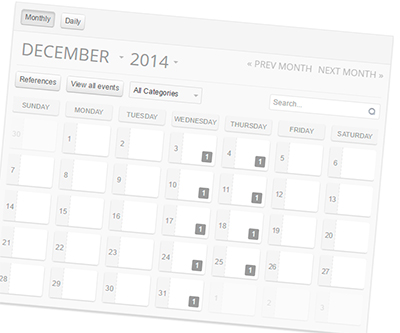 Monthly Daily
DECEMBER 2014
« PREV MONTH NEXT MONTH »
References View all events All Categories Search...
SUNDAY MONDAY TUESDAY WEDNESDAY THURSDAY FRIDAY SATURDAY
30 1 2 3 1 4 1 5 6
7 8 9 10 1 11 1 12 13
14 15 16 17 1 18 1 19 20
21 22 23 24 1 25 1 26 27
28 29 30 31 1 1 2 3